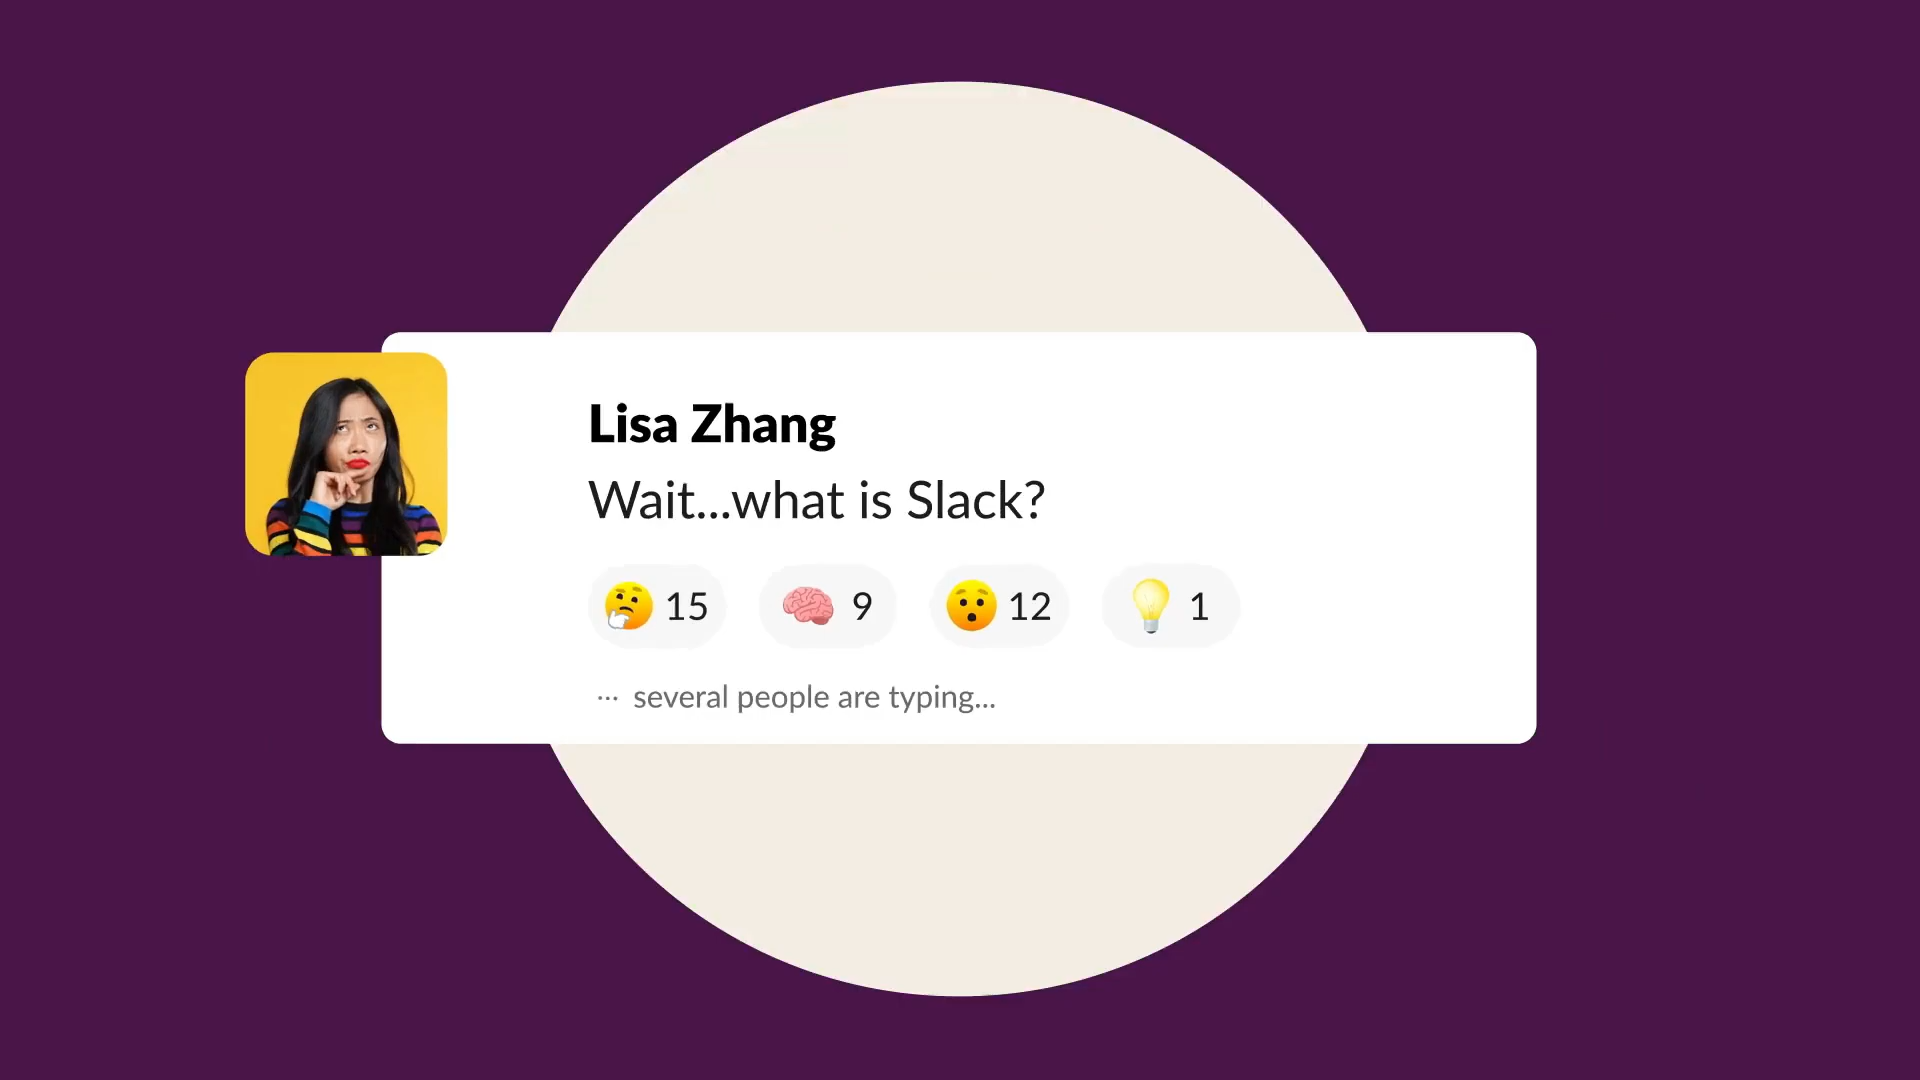 Lisa Zhang
Wait...what is Slack?
15 9 12 1
... several people are typing...